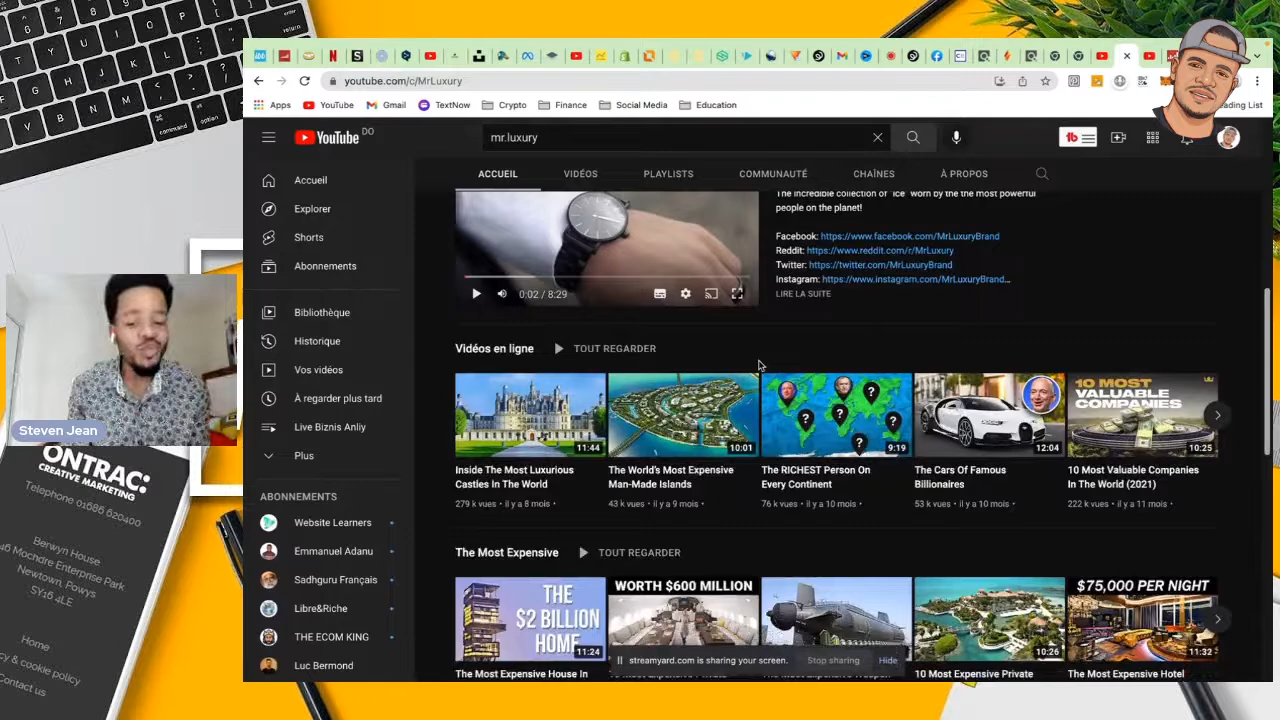 youtube.com/c/MrLuxury
Apps
YouTube
Gmail
TextNow
Crypto
Finance
Social Media
Education
ading List
YouTube DO
mr.luxury
ACCUEIL
VIDÉOS
PLAYLISTS
COMMUNAUTÉ
CHAÎNES
À PROPOS
Accueil
Explorer
Shorts
Abonnements
Bibliothèque
Historique
Vos vidéos
À regarder plus tard
Live Biznis Anliy
Plus
ABONNEMENTS
Website Learners
Emmanuel Adanu
Sadhguru Français
Libre&Riche
THE ECOM KING
Luc Bermond
The incredible collection of "ice" worn by the the most powerful
people on the planet!
Facebook: https://www.facebook.com/MrLuxuryBrand
Reddit: https://www.reddit.com/r/MrLuxury
Twitter: https://twitter.com/MrLuxuryBrand
Instagram: https://www.instagram.com/MrLuxuryBrand...
LIRE LA SUITE
0:02 / 8:29
Vidéos en ligne
TOUT REGARDER
11:44
10:01
9:19
12:04
10 MOST
VALUABLE
COMPANIES
10:25
Inside The Most Luxurious
Castles In The World
279 k vues • il y a 8 mois •
The World's Most Expensive
Man-Made Islands
43 k vues • il y a 9 mois •
The RICHEST Person On
Every Continent
76 k vues • il y a 10 mois •
The Cars Of Famous
Billionaires
53 k vues • il y a 10 mois •
10 Most Valuable Companies
In The World (2021)
222 k vues • il y a 11 mois •
The Most Expensive
TOUT REGARDER
THE
$2 BILLION
HOME
11:24
WORTH $600 MILLION
10:26
$75,000 PER NIGHT
11:32
The Most Expensive House In
10 Most Expensive Private
The Most Expensive Hotel
streamyard.com is sharing your screen.
Stop sharing
Hide
Steven Jean
ONTRAC:
CREATIVE MARKETING
Telephone 01686 620400
Berwyn House
46 Mochdre Enterprise Park
Newtown, Powys
SY16 4LE
Home
cy & cookie policy
Contact us
return
shift
command
option